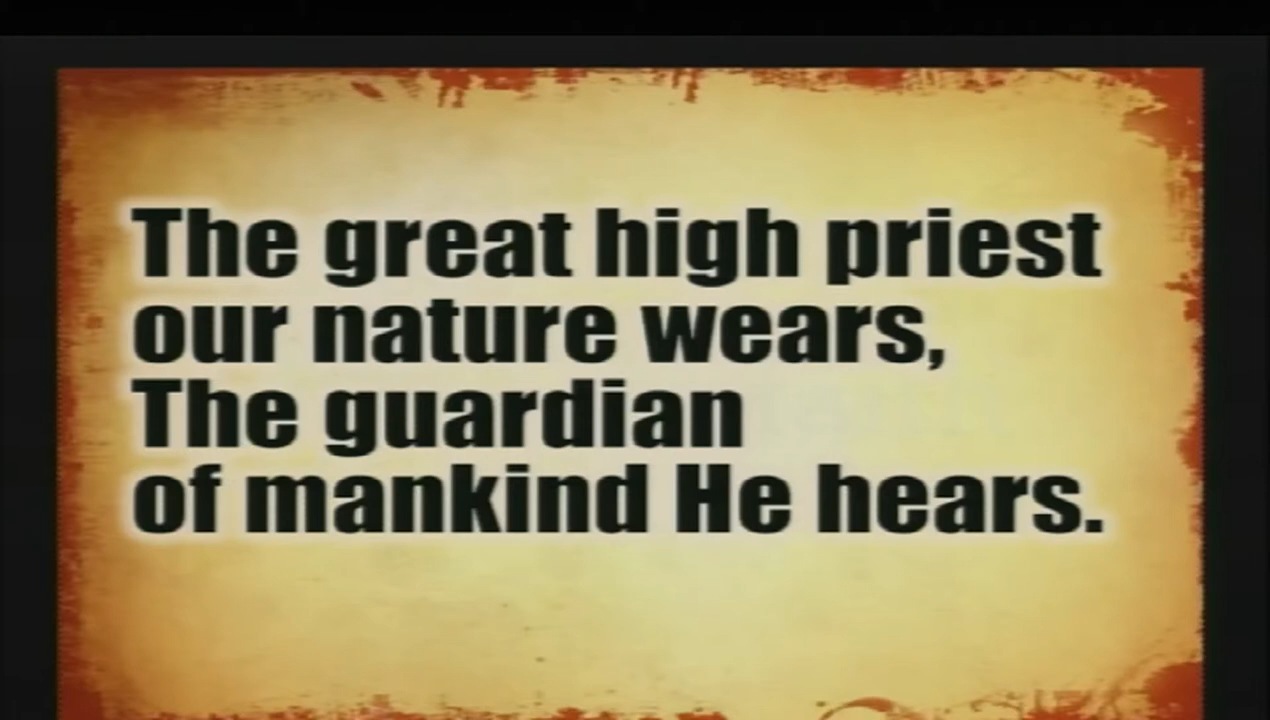 The great high priest
our nature wears,
The guardian
of mankind He hears.